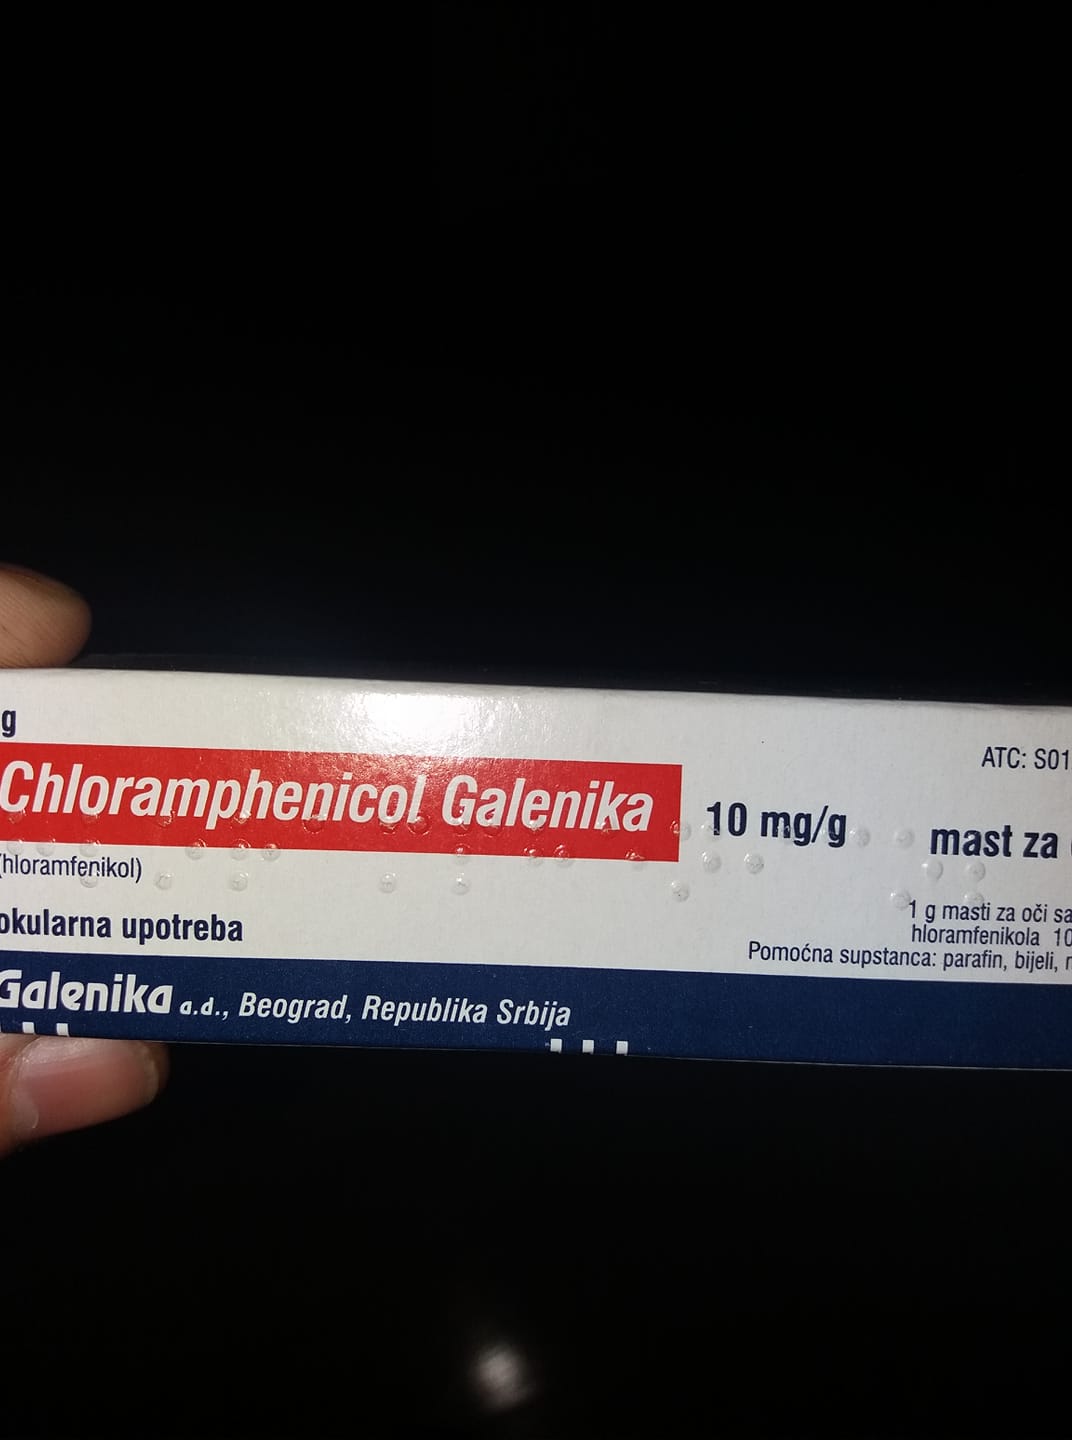 g
ATC: S01
Chloramphenicol Galenika 10 mg/g mast za
(hloramfenikol)
okularna upotreba
1 g masti za oči sa
hloramfenikola 10
Pomoćna supstanca: parafin, bijeli,
Galenika a.d., Beograd, Republika Srbija